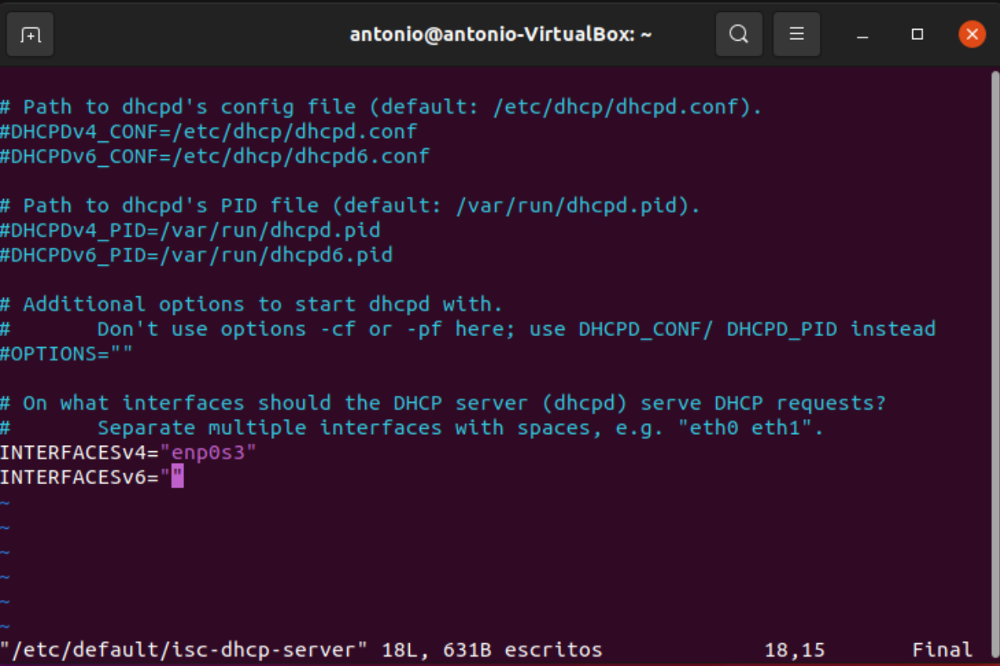 antonio@antonio-VirtualBox: ~
# Path to dhcpd's config file (default: /etc/dhcp/dhcpd.conf).
#DHCPDv4_CONF=/etc/dhcp/dhcpd.conf
#DHCPDv6_CONF=/etc/dhcp/dhcpd6.conf
# Path to dhcpd's PID file (default: /var/run/dhcpd.pid).
#DHCPDv4_PID=/var/run/dhcpd.pid
#DHCPDv6_PID=/var/run/dhcpd6.pid
# Additional options to start dhcpd with.
#       Don't use options -cf or -pf here; use DHCPD_CONF/ DHCPD_PID instead
#OPTIONS=""
# On what interfaces should the DHCP server (dhcpd) serve DHCP requests?
#       Separate multiple interfaces with spaces, e.g. "eth0 eth1".
INTERFACESv4="enp0s3"
INTERFACESv6=""
~
~
~
~
~
~
"/etc/default/isc-dhcp-server" 18L, 631B escritos 18,15 Final